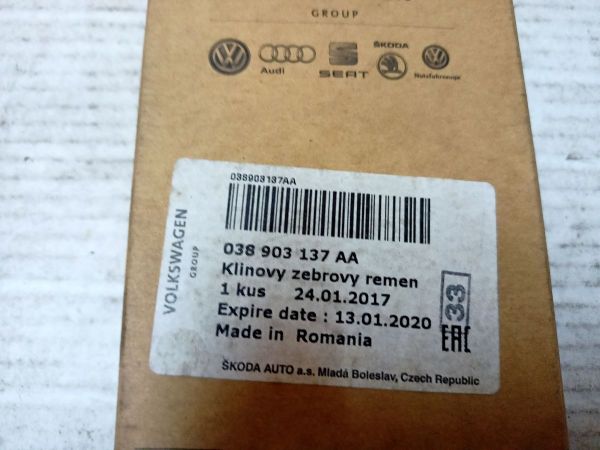 GROUP
Audi
SEAT
ŠKODA
Nutzfahrzeuge
038903137AA
VOLKSWAGEN
GROUP
038 903 137 AA
Klinovy zebrovy remen
1 kus 24.01.2017
Expire date : 13.01.2020
Made in Romania
33
EAC
ŠKODA AUTO a.s. Mladá Boleslav, Czech Republic